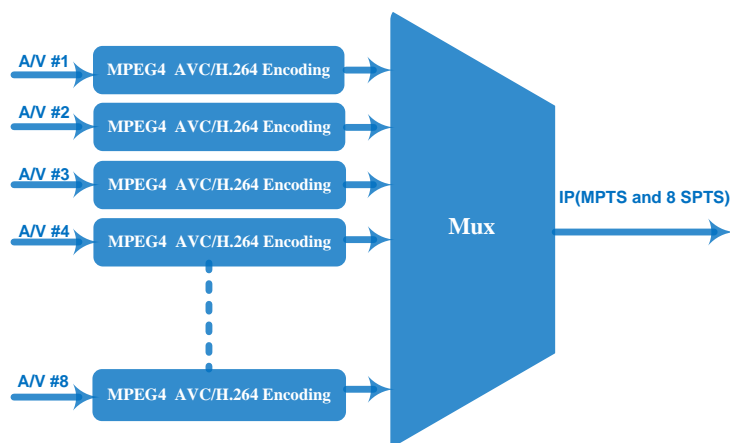 A/V #1
MPEG4 AVC/H.264 Encoding
A/V #2
MPEG4 AVC/H.264 Encoding
A/V #3
MPEG4 AVC/H.264 Encoding
A/V #4
MPEG4 AVC/H.264 Encoding
A/V #8
MPEG4 AVC/H.264 Encoding
Mux
IP(MPTS and 8 SPTS)